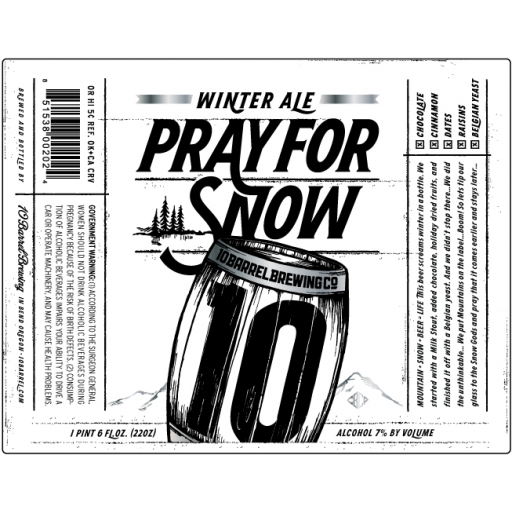 BREWED AND BOTTLED BY
10 Barrel Brewing IN BEND OREGON · 10BARREL.COM
8 51538 00202 4
OR HI 5C REF. OK+CA CRV
GOVERNMENT WARNING: (1) ACCORDING TO THE SURGEON GENERAL,
WOMEN SHOULD NOT DRINK ALCOHOLIC BEVERAGES DURING
PREGNANCY BECAUSE OF THE RISK OF BIRTH DEFECTS. (2) CONSUMP-
TION OF ALCOHOLIC BEVERAGES IMPAIRS YOUR ABILITY TO DRIVE A
CAR OR OPERATE MACHINERY, AND MAY CAUSE HEALTH PROBLEMS.
WINTER ALE
PRAY FOR
SNOW
10 BARREL BREWING CO
10
1 PINT 6 FL OZ. (22OZ)
ALCOHOL 7% BY VOLUME
CHOCOLATE
CINNAMON
DATES
RAISINS
BELGIAN YEAST
MOUNTAIN · SNOW · BEER · LIFE This beer screams winter in a bottle. We
started with a Milk Stout, added chocolate, holiday dried fruits, and
finished it off with a Belgian yeast. And we didn't stop there...We did
the unthinkable... We put Mountains on the label...Boom! So lets tip our
glass to the Snow Gods and pray that it comes earlier and stays later...